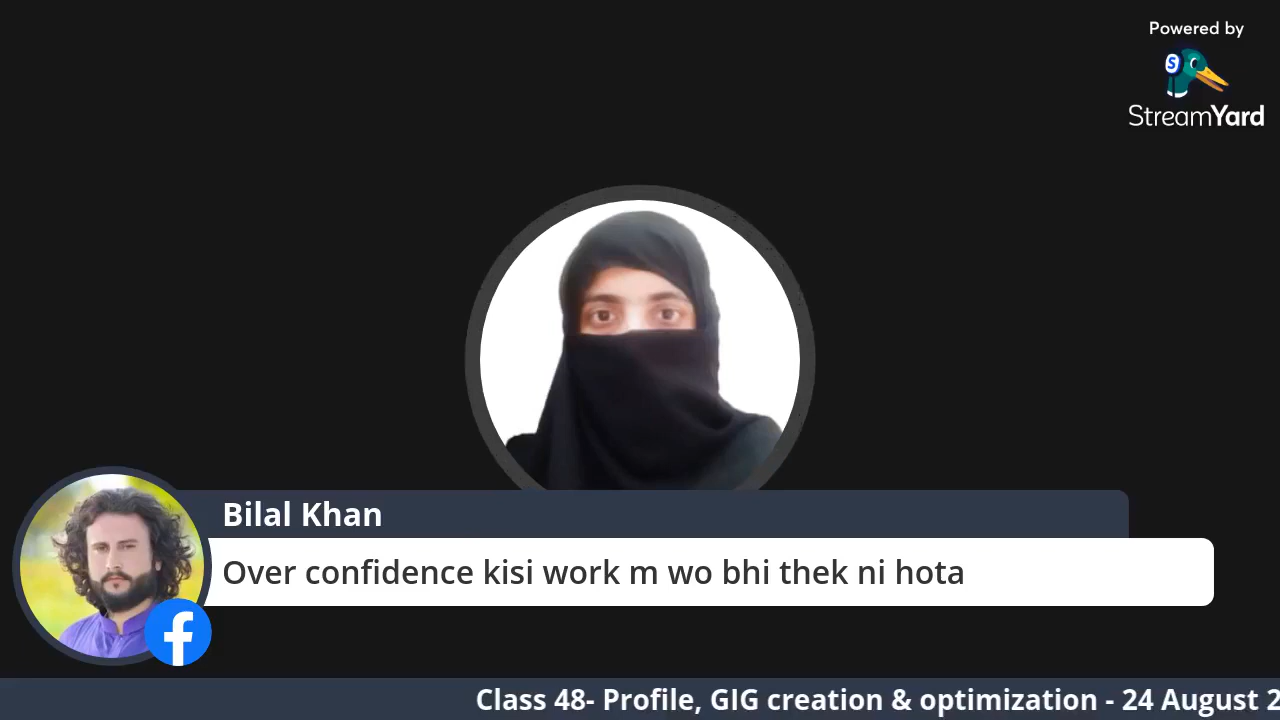 Powered by
S
StreamYard
Bilal Khan
Over confidence kisi work m wo bhi thek ni hota
Class 48- Profile, GIG creation & optimization - 24 August 2